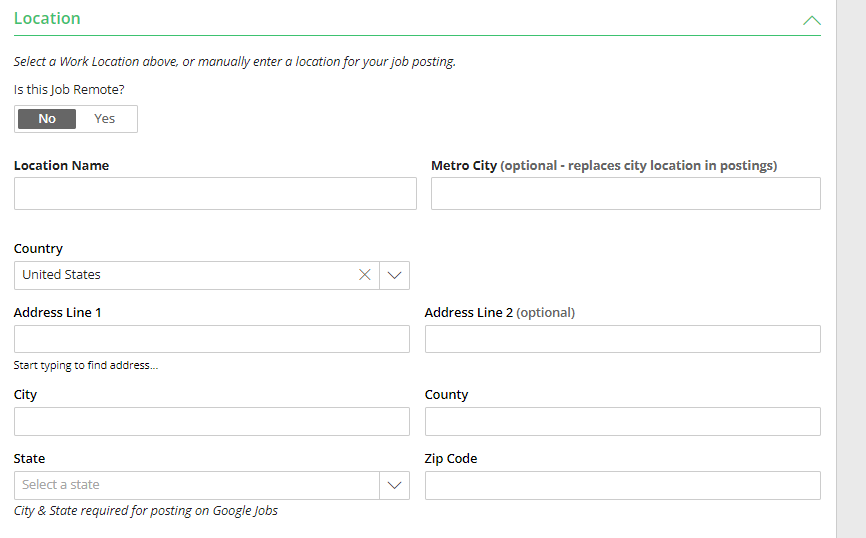 Location
Select a Work Location above, or manually enter a location for your job posting.
Is this Job Remote?
No Yes
Location Name
Metro City (optional - replaces city location in postings)
Country
United States
Address Line 1
Address Line 2 (optional)
Start typing to find address...
City
County
State
Zip Code
Select a state
City & State required for posting on Google Jobs